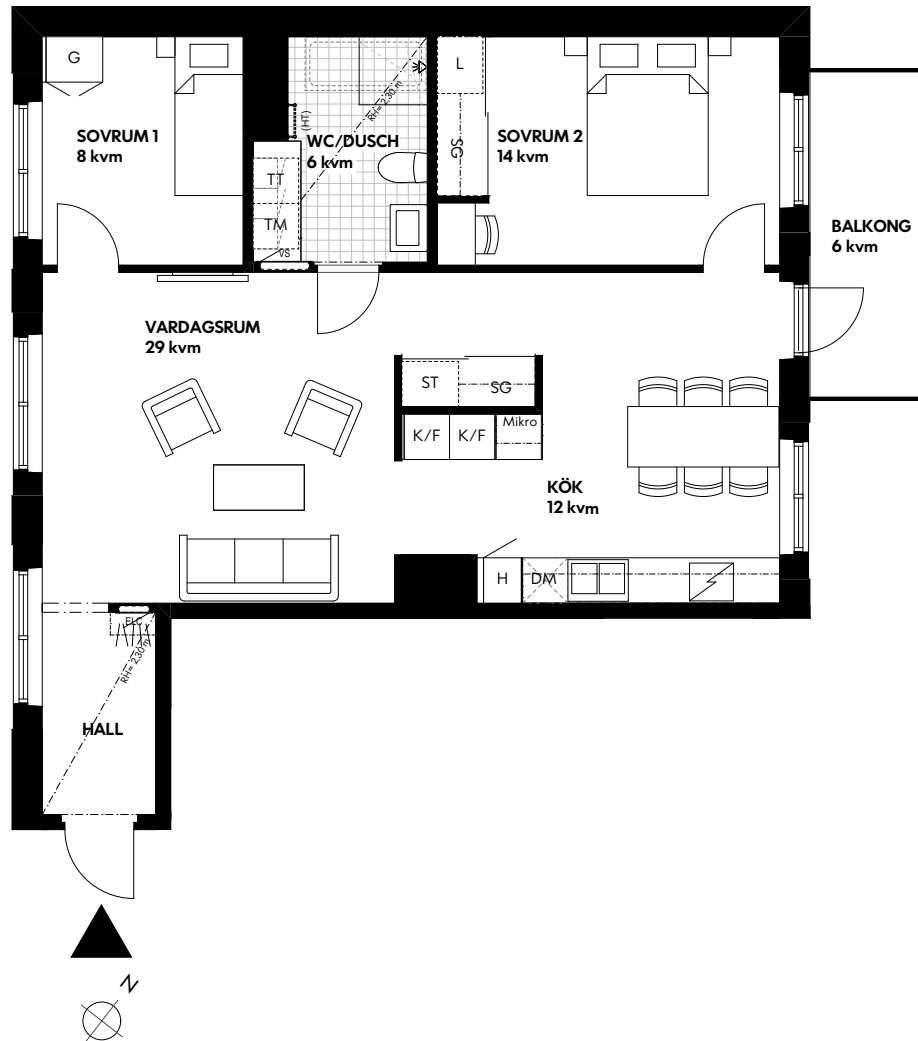 G
L
SOVRUM 1
8 kvm
(HT)
RH= 2,30 m
WC/DUSCH
6 kvm
SG
SOVRUM 2
14 kvm
TT
TM
VS
BALKONG
6 kvm
VARDAGSRUM
29 kvm
ST
SG
K/F
K/F
Mikro
KÖK
12 kvm
H
DM
ELC
RH= 2,30 m
HALL
N